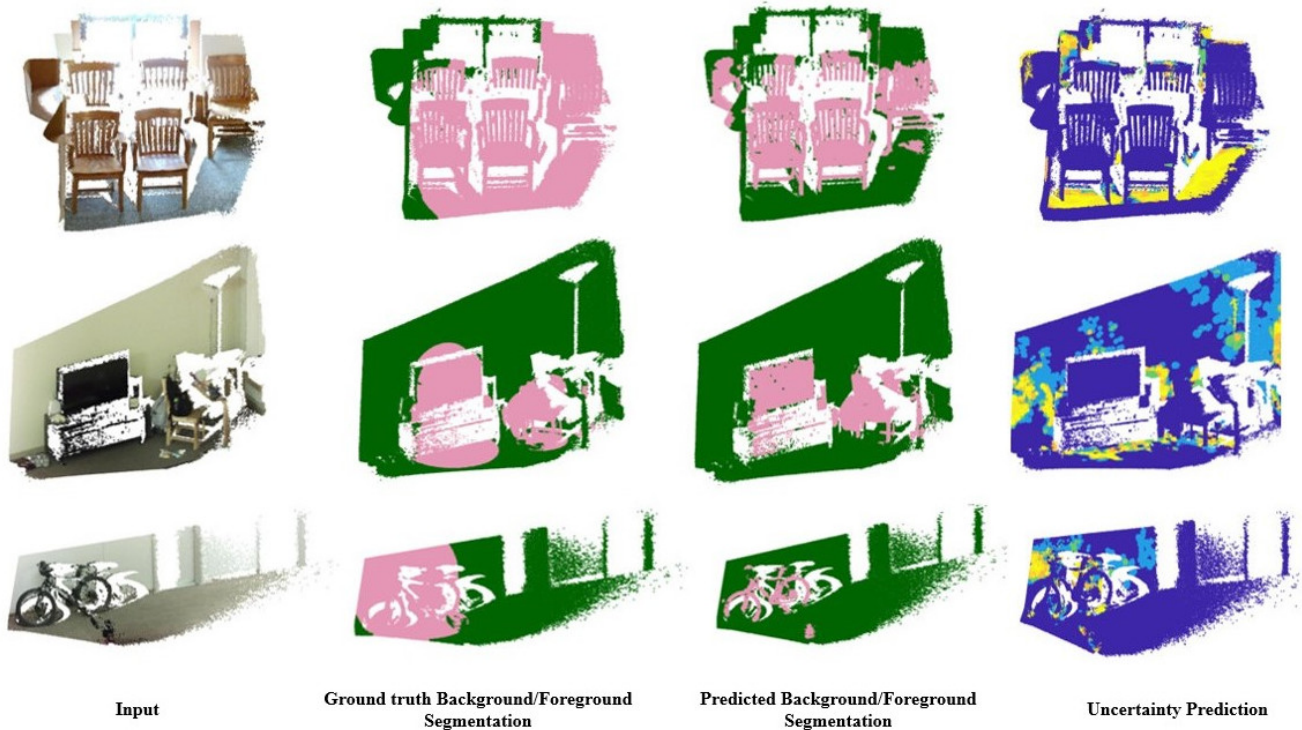 Input
Ground truth Background/Foreground
Segmentation
Predicted Background/Foreground
Segmentation
Uncertainty Prediction